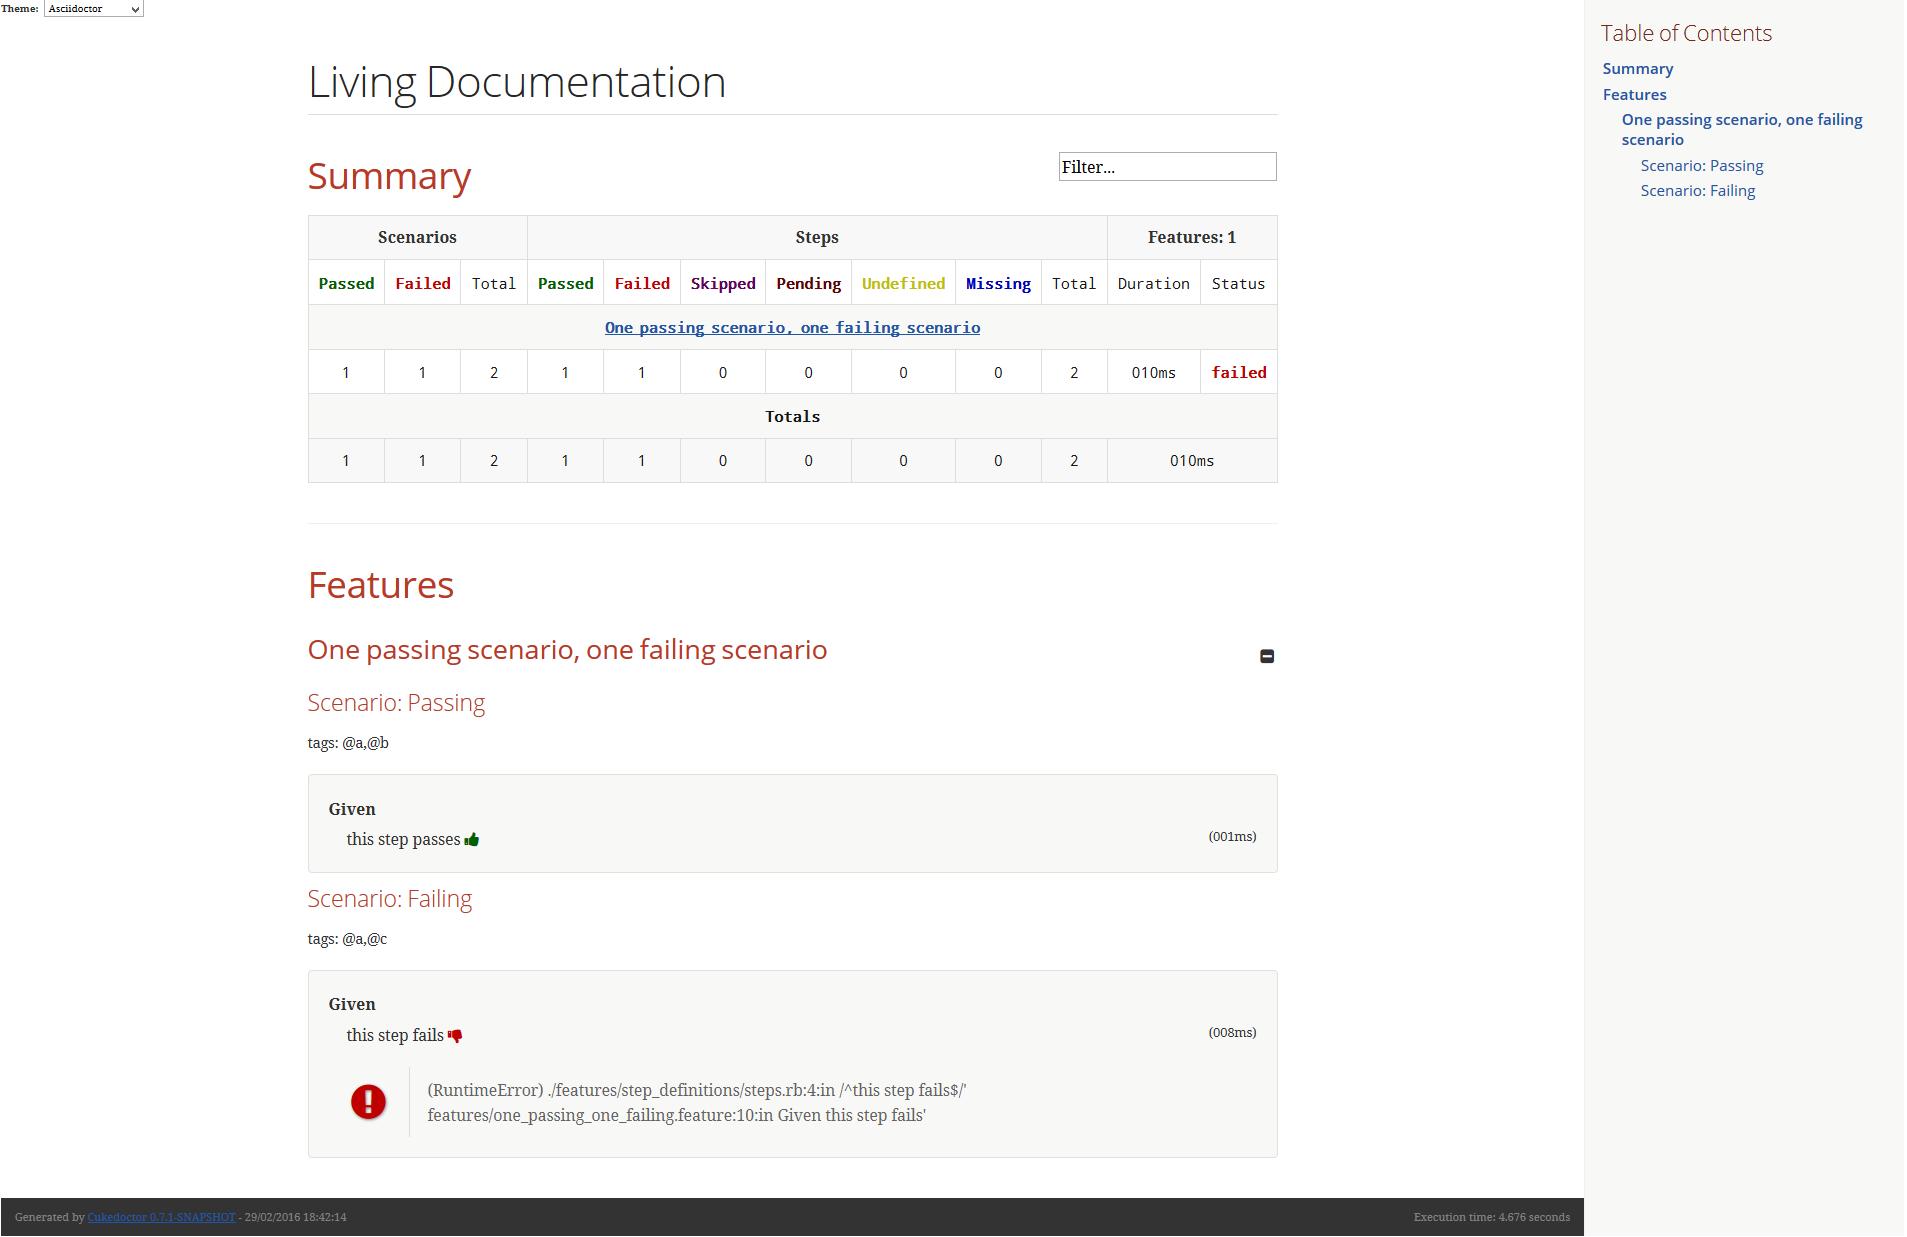 Theme: Asciidoctor
Living Documentation
Summary
Filter...
Scenarios Steps Features: 1
Passed Failed Total Passed Failed Skipped Pending Undefined Missing Total Duration Status
One passing scenario, one failing scenario
1 1 2 1 1 0 0 0 0 2 010ms failed
Totals
1 1 2 1 1 0 0 0 0 2 010ms
Features
One passing scenario, one failing scenario
Scenario: Passing
tags: @a,@b
Given
this step passes (001ms)
Scenario: Failing
tags: @a,@c
Given
this step fails (008ms)
(RuntimeError) ./features/step_definitions/steps.rb:4:in /^this step fails$/'
features/one_passing_one_failing.feature:10:in Given this step fails'
Generated by Cukedoctor 0.7.1-SNAPSHOT - 29/02/2016 18:42:14
Execution time: 4.676 seconds
Table of Contents
Summary
Features
One passing scenario, one failing
scenario
Scenario: Passing
Scenario: Failing